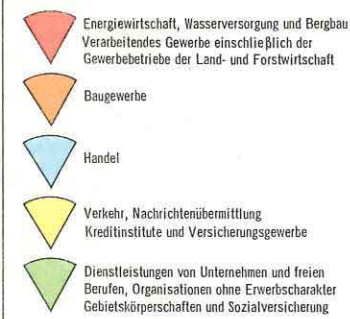 Energiewirtschaft, Wasserversorgung und Bergbau
Verarbeitendes Gewerbe einschließlich der
Gewerbebetriebe der Land- und Forstwirtschaft
Baugewerbe
Handel
Verkehr, Nachrichtenübermittlung
Kreditinstitute und Versicherungsgewerbe
Dienstleistungen von Unternehmen und freien
Berufen, Organisationen ohne Erwerbscharakter
Gebietskörperschaften und Sozialversicherung